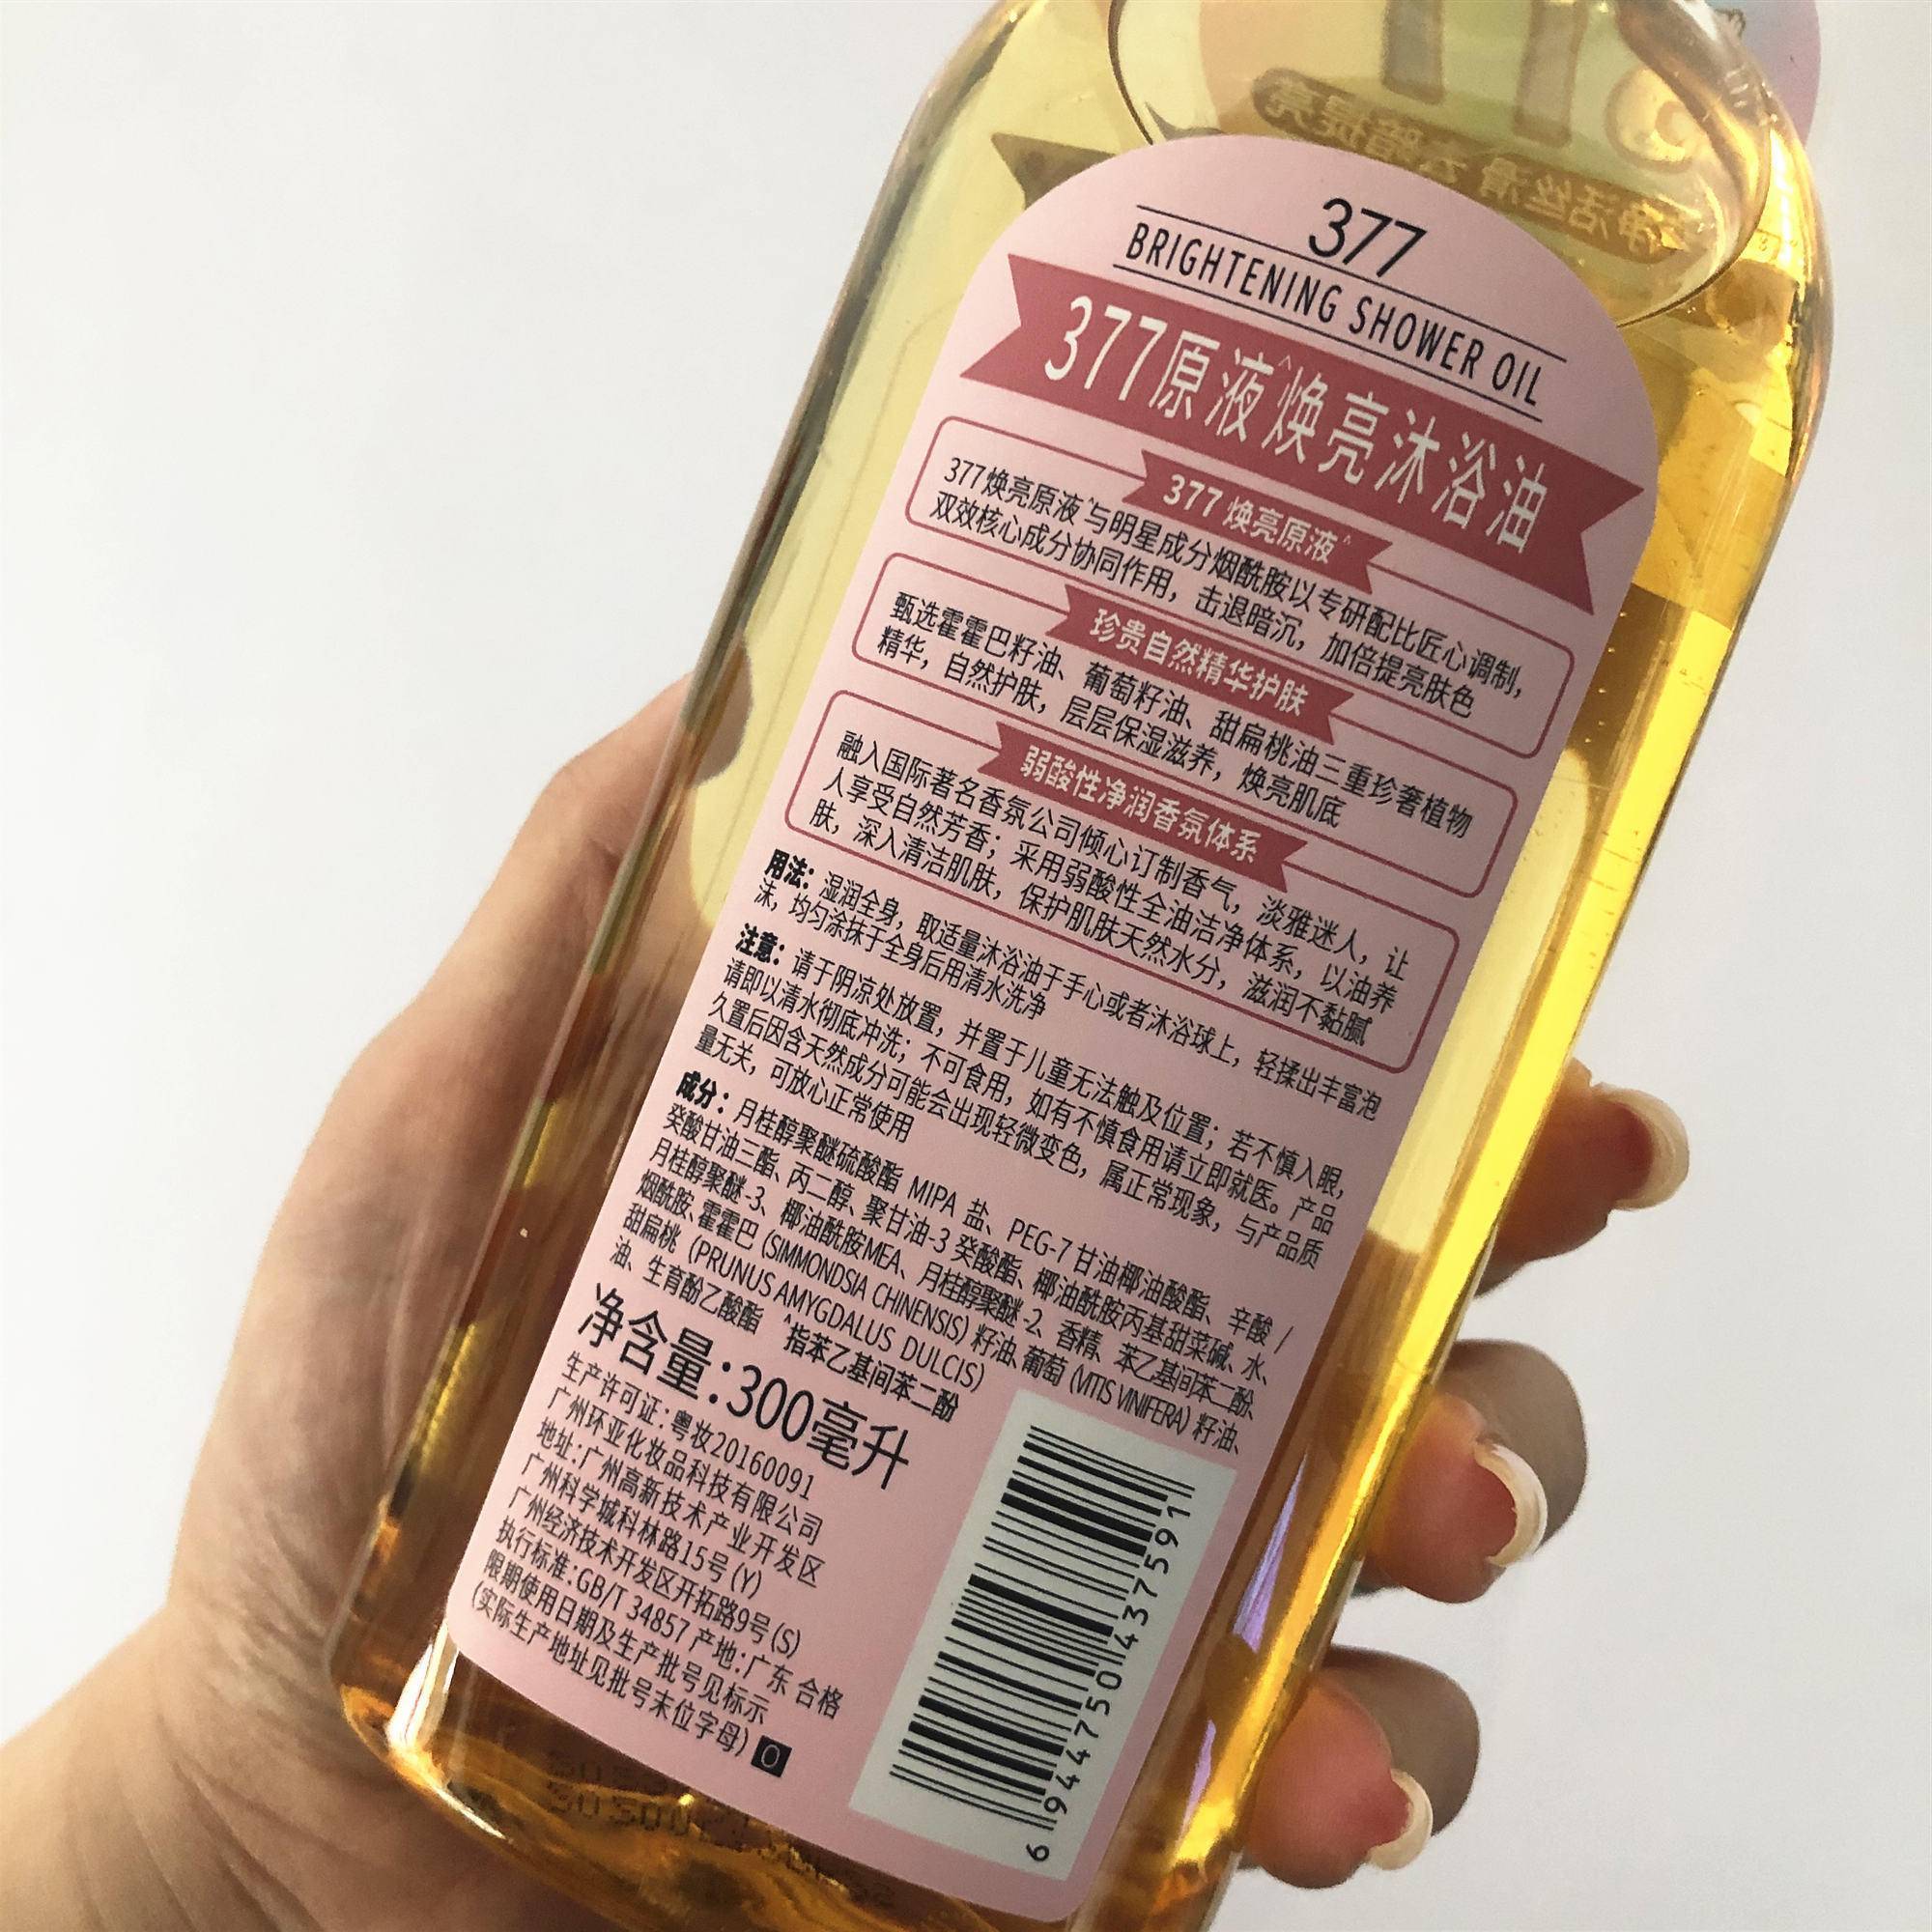 377
BRIGHTENING SHOWER OIL
377原液^焕亮沐浴油
377 焕亮原液^
377焕亮原液^与明星成分烟酰胺以专研配比匠心调制，
双效核心成分协同作用，击退暗沉，加倍提亮肤色
珍贵自然精华护肤
甄选霍霍巴籽油、葡萄籽油、甜扁桃油三重珍奢植物
精华，自然护肤，层层保湿滋养，焕亮肌底
弱酸性净润香氛体系
融入国际著名香氛公司倾心订制香气，淡雅迷人，让
人享受自然芳香；采用弱酸性全油洁净体系，以油养
肤，深入清洁肌肤，保护肌肤天然水分，滋润不黏腻
用法：湿润全身，取适量沐浴油于手心或者沐浴球上，轻揉出丰富泡
沫，均匀涂抹于全身后用清水洗净
注意：请于阴凉处放置，并置于儿童无法触及位置；若不慎入眼，
请即以清水彻底冲洗；不可食用，如有不慎食用请立即就医。产品
久置后因含天然成分可能会出现轻微变色，属正常现象，与产品质
量无关，可放心正常使用
成分：月桂醇聚醚硫酸酯 MIPA 盐、PEG-7 甘油椰油酸酯、辛酸 /
癸酸甘油三酯、丙二醇、聚甘油-3 癸酸酯、椰油酰胺丙基甜菜碱、水、
月桂醇聚醚-3、椰油酰胺MEA、月桂醇聚醚-2、香精、苯乙基间苯二酚、
烟酰胺、霍霍巴 (SIMMONDSIA CHINENSIS) 籽油、葡萄 (VITIS VINIFERA) 籽油、
甜扁桃 (PRUNUS AMYGDALUS DULCIS)
油、生育酚乙酸酯 ^指苯乙基间苯二酚
净含量：300毫升
生产许可证：粤妆20160091
广州环亚化妆品科技有限公司
地址：广州高新技术产业开发区
广州科学城科林路15号(Y)
广州经济技术开发区开拓路9号(S)
执行标准：GB/T 34857 产地：广东 合格
限期使用日期及生产批号见标示
(实际生产地址见批号末位字母) O
6 944750 437591